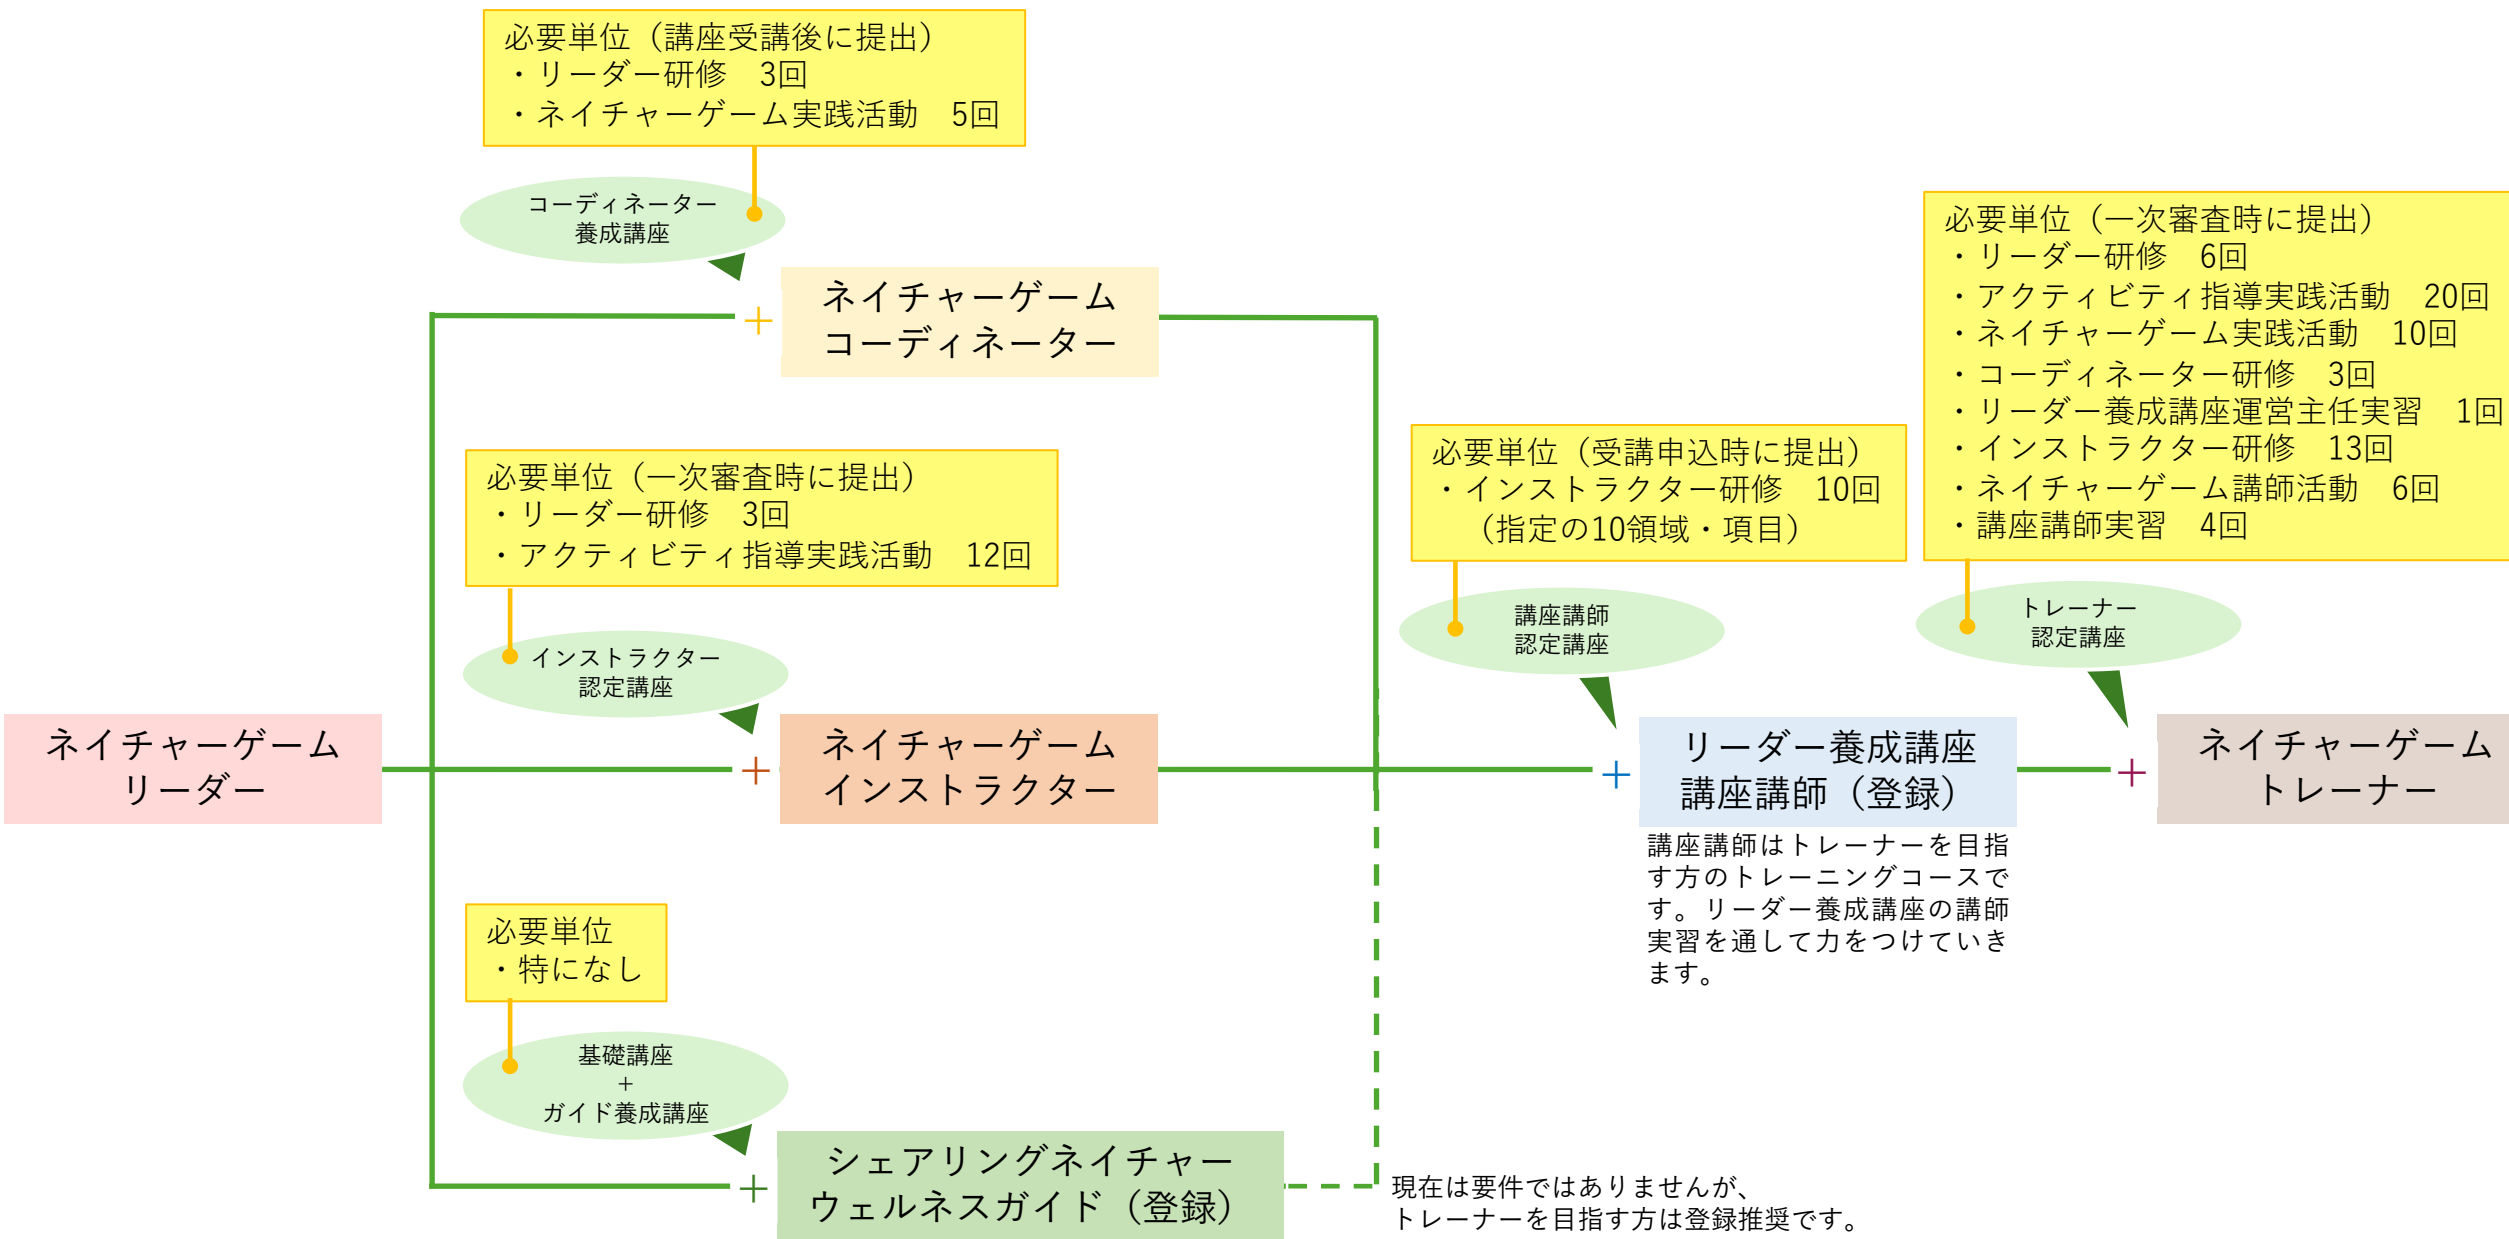 必要単位（講座受講後に提出）
・リーダー研修　3回
・ネイチャーゲーム実践活動　5回
コーディネーター
養成講座
ネイチャーゲーム
コーディネーター
必要単位（一次審査時に提出）
・リーダー研修　3回
・アクティビティ指導実践活動　12回
インストラクター
認定講座
ネイチャーゲーム
リーダー
ネイチャーゲーム
インストラクター
必要単位
・特になし
基礎講座
+
ガイド養成講座
シェアリングネイチャー
ウェルネスガイド（登録）
現在は要件ではありませんが、
トレーナーを目指す方は登録推奨です。
必要単位（受講申込時に提出）
・インストラクター研修　10回
（指定の10領域・項目）
講座講師
認定講座
リーダー養成講座
講座講師（登録）
講座講師はトレーナーを目指
す方のトレーニングコースで
す。リーダー養成講座の講師
実習を通して力をつけていき
ます。
必要単位（一次審査時に提出）
・リーダー研修　6回
・アクティビティ指導実践活動　20回
・ネイチャーゲーム実践活動　10回
・コーディネーター研修　3回
・リーダー養成講座運営主任実習　1回
・インストラクター研修　13回
・ネイチャーゲーム講師活動　6回
・講座講師実習　4回
トレーナー
認定講座
ネイチャーゲーム
トレーナー